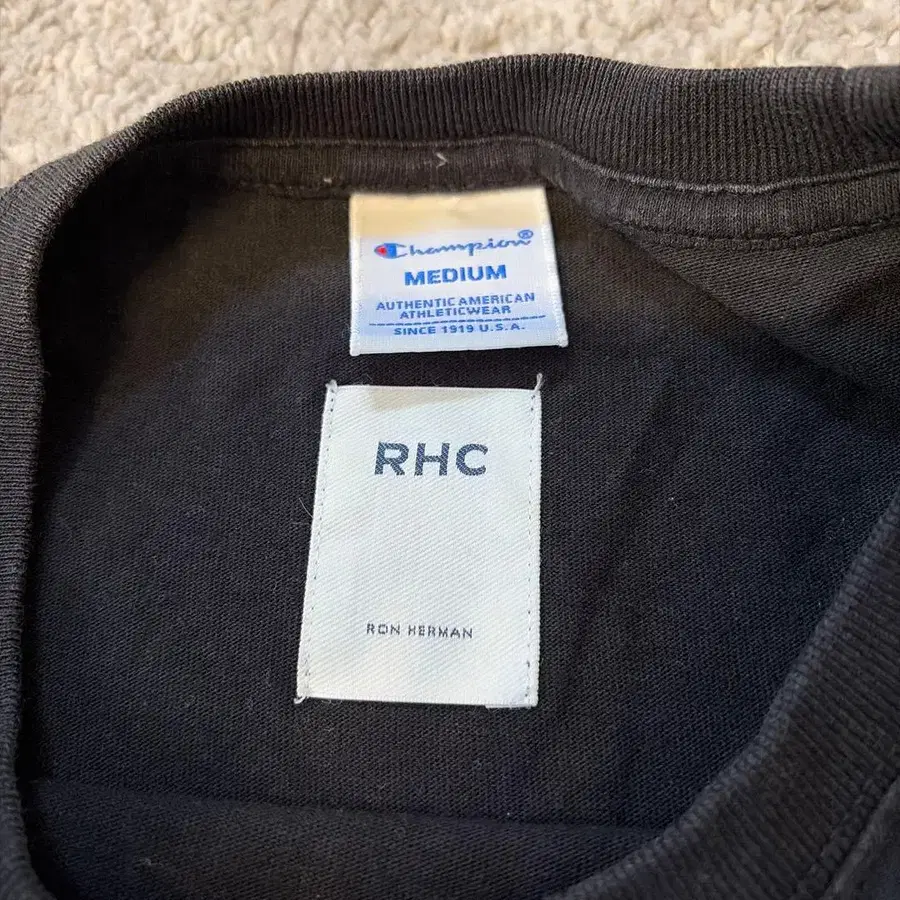 Champion®
MEDIUM
AUTHENTIC AMERICAN
ATHLETICWEAR
SINCE 1919 U.S.A.
RHC
RON HERMAN